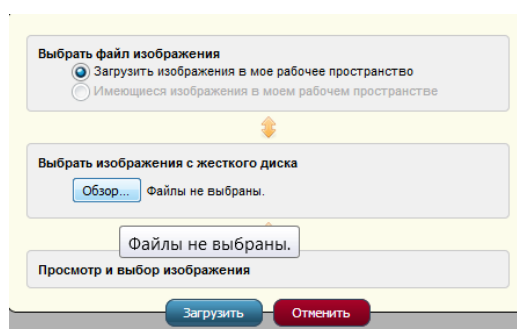 Выбрать файл изображения
Загрузить изображения в мое рабочее пространство
Имеющиеся изображения в моем рабочем пространстве
Выбрать изображения с жесткого диска
Обзор... Файлы не выбраны.
Файлы не выбраны.
Просмотр и выбор изображения
Загрузить Отменить